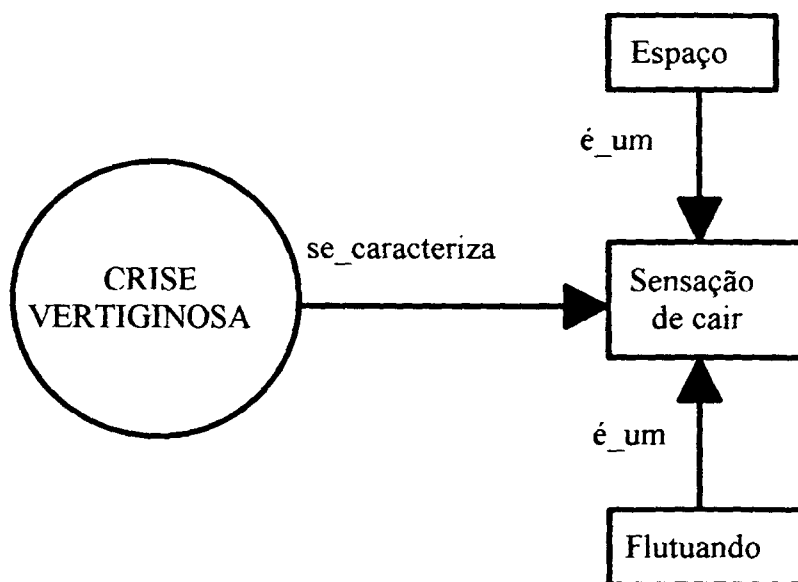 Espaço
é_um
se_caracteriza
CRISE
VERTIGINOSA
Sensação
de cair
é_um
Flutuando